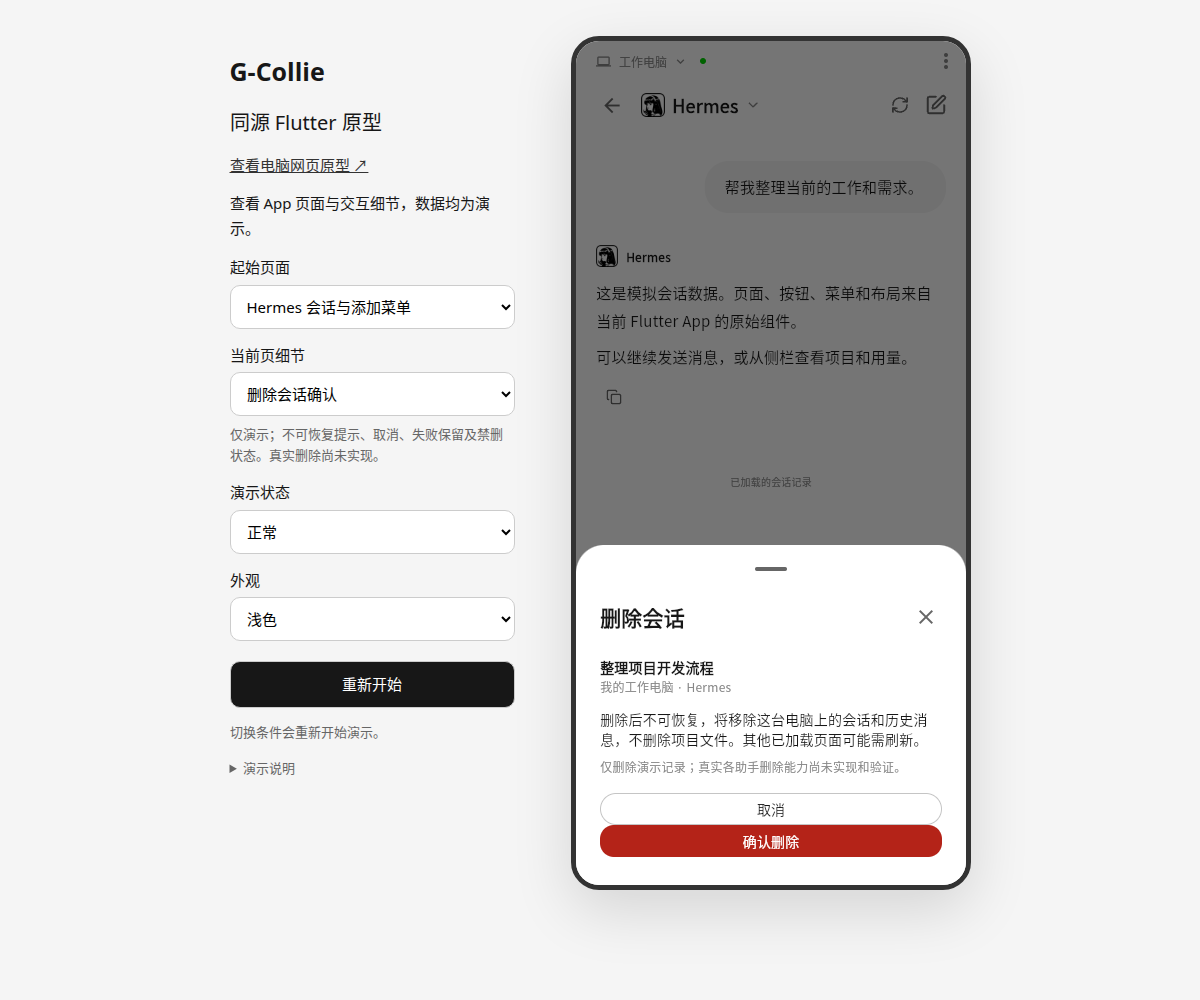 G-Collie
同源 Flutter 原型
查看电脑网页原型 ↗
查看 App 页面与交互细节，数据均为演
示。
起始页面
Hermes 会话与添加菜单
当前页细节
删除会话确认
仅演示；不可恢复提示、取消、失败保留及禁删
状态。真实删除尚未实现。
演示状态
正常
外观
浅色
重新开始
切换条件会重新开始演示。
演示说明
工作电脑
Hermes
帮我整理当前的工作和需求。
Hermes
这是模拟会话数据。页面、按钮、菜单和布局来自
当前 Flutter App 的原始组件。
可以继续发送消息，或从侧栏查看项目和用量。
已加载的会话记录
删除会话
整理项目开发流程
我的工作电脑 · Hermes
删除后不可恢复，将移除这台电脑上的会话和历史消
息，不删除项目文件。其他已加载页面可能需刷新。
仅删除演示记录；真实各助手删除能力尚未实现和验证。
取消
确认删除